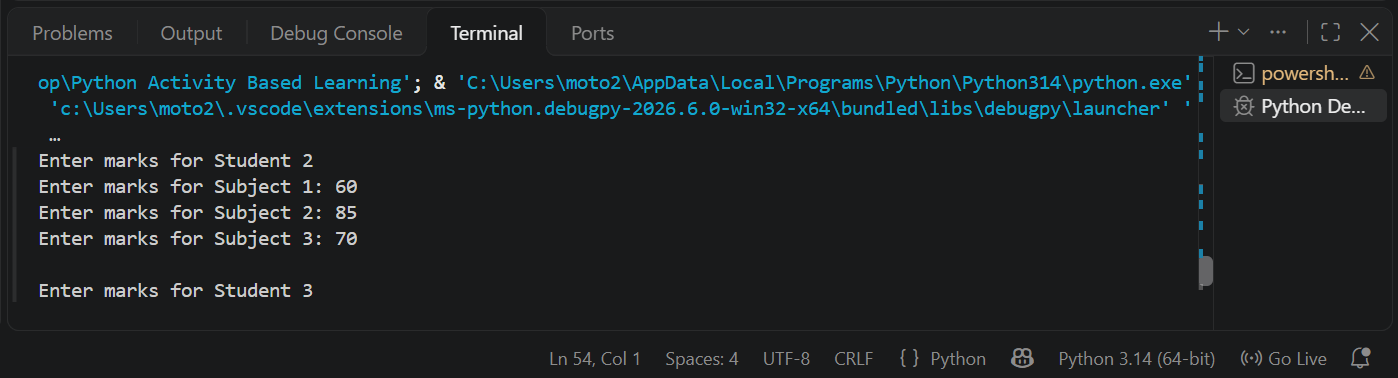 Problems Output Debug Console Terminal Ports
op\Python Activity Based Learning'; & 'C:\Users\moto2\AppData\Local\Programs\Python\Python314\python.exe'
'c:\Users\moto2\.vscode\extensions\ms-python.debugpy-2026.6.0-win32-x64\bundled\libs\debugpy\launcher' '
…
Enter marks for Student 2
Enter marks for Subject 1: 60
Enter marks for Subject 2: 85
Enter marks for Subject 3: 70
Enter marks for Student 3
powersh...
Python De...
Ln 54, Col 1 Spaces: 4 UTF-8 CRLF {} Python Python 3.14 (64-bit) Go Live